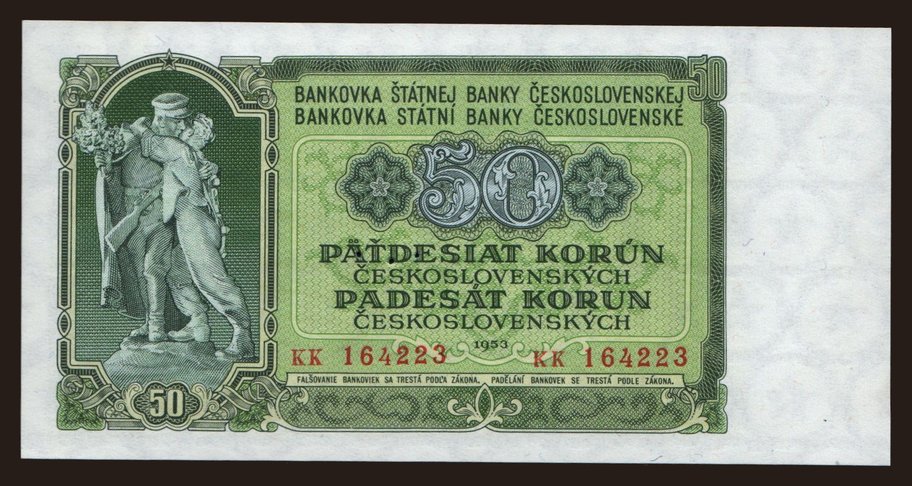 50
BANKOVKA ŠTÁTNEJ BANKY ČESKOSLOVENSKEJ
BANKOVKA STÁTNÍ BANKY ČESKOSLOVENSKÉ
50
PÄŤDESIAT KORÚN
ČESKOSLOVENSKÝCH
PADESÁT KORUN
ČESKOSLOVENSKÝCH
1953
KK 164223 KK 164223
FALŠOVANIE BANKOVIEK SA TRESTÁ PODĽA ZÁKONA. PADĚLÁNÍ BANKOVEK SE TRESTÁ PODLE ZÁKONA.
50